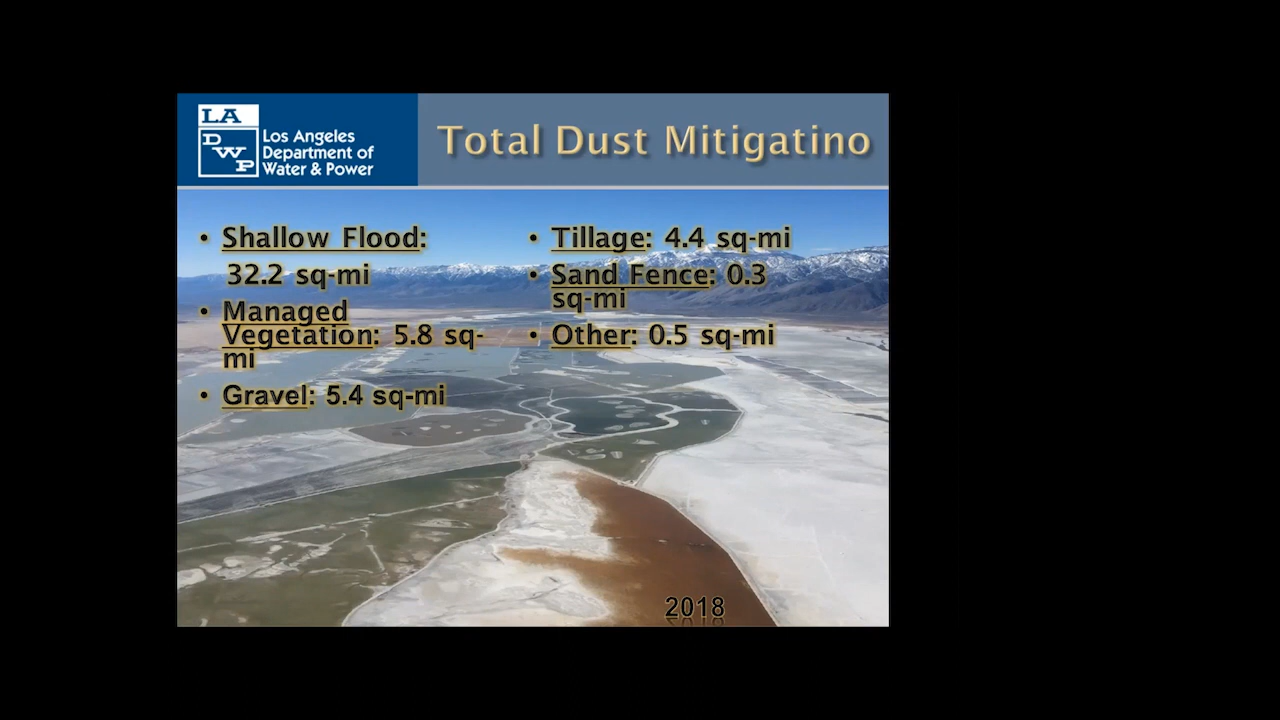 LA
DWP
Los Angeles
Department of
Water & Power
Total Dust Mitigatino
• Shallow Flood:
32.2 sq-mi
• Managed
Vegetation: 5.8 sq-
mi
• Gravel: 5.4 sq-mi
• Tillage: 4.4 sq-mi
• Sand Fence: 0.3
sq-mi
• Other: 0.5 sq-mi
2018